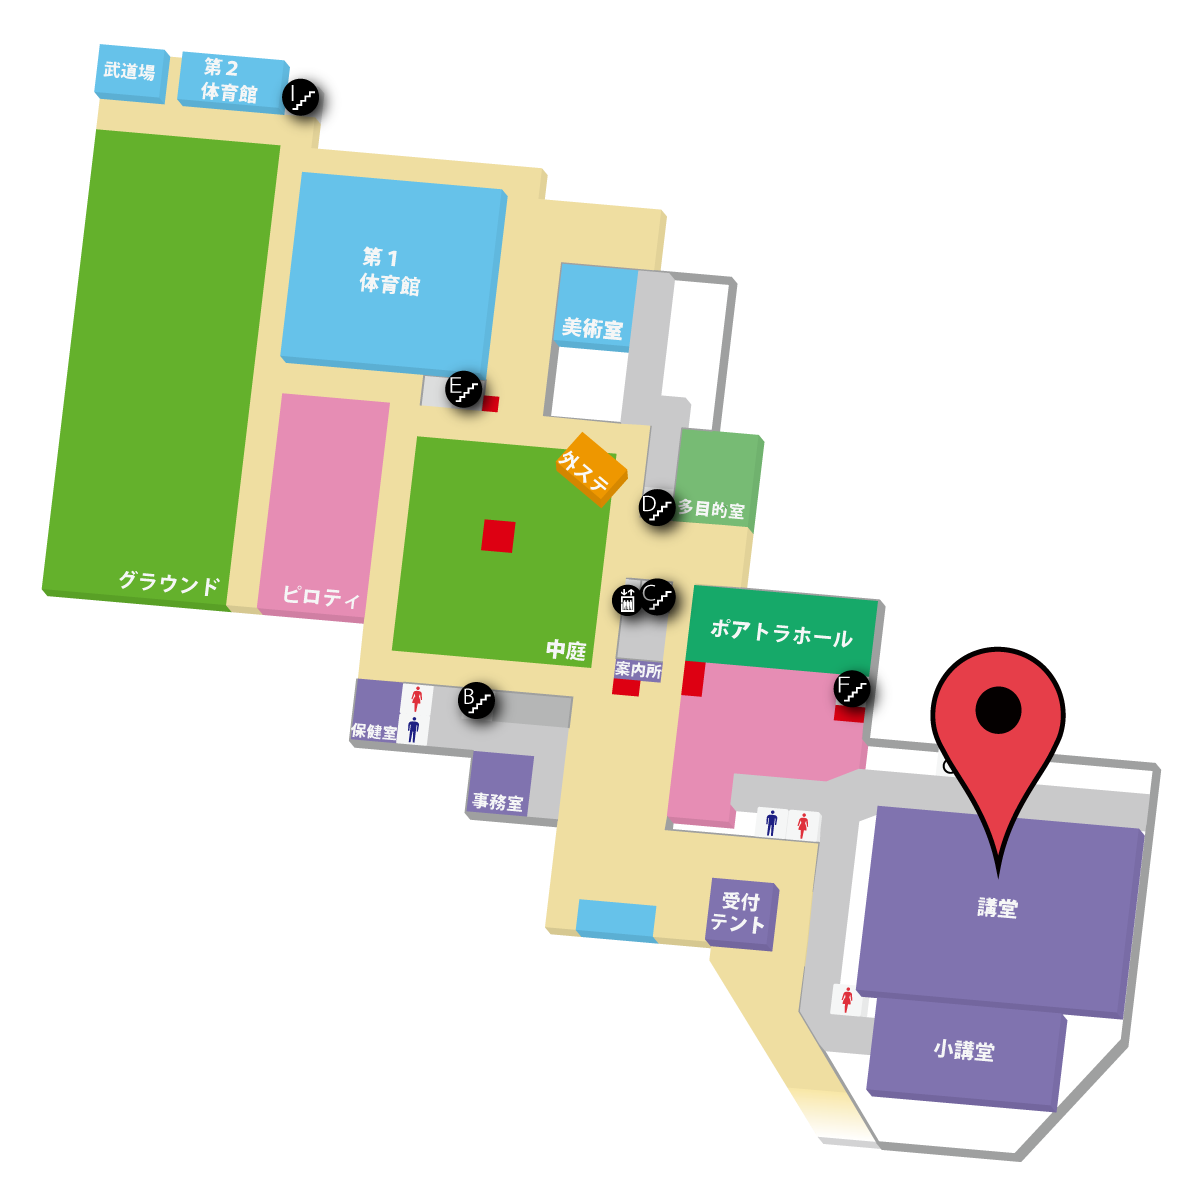 武道場
第2
体育館
I
第1
体育館
美術室
E
外ステ
D
多目的室
グラウンド
ピロティ
C
ポアトラホール
中庭
案内所
F
B
保健室
事務室
受付
テント
講堂
小講堂